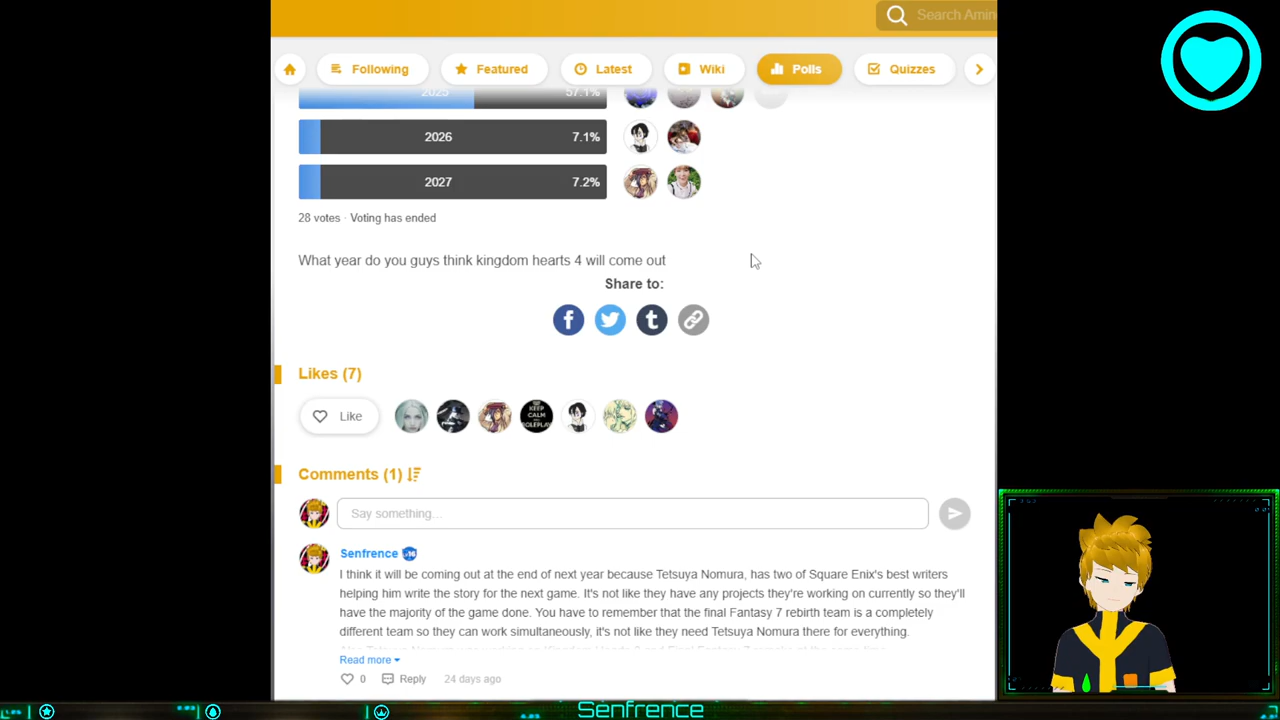 Search Amin
Following
Featured
Latest
Wiki
Polls
Quizzes
2025 57.1%
2026 7.1%
2027 7.2%
28 votes · Voting has ended
What year do you guys think kingdom hearts 4 will come out
Share to:
Likes (7)
Like
KEEP
CALM
ROLEPLAY
Comments (1)
Say something...
Senfrence
I think it will be coming out at the end of next year because Tetsuya Nomura, has two of Square Enix's best writers
helping him write the story for the next game. It's not like they have any projects they're working on currently so they'll
have the majority of the game done. You have to remember that the final Fantasy 7 rebirth team is a completely
different team so they can work simultaneously, it's not like they need Tetsuya Nomura there for everything.
Read more
0 Reply 24 days ago
Senfrence